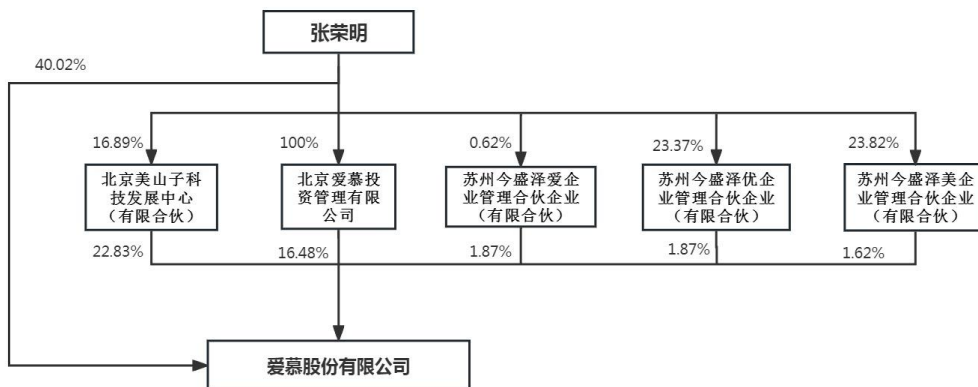 张荣明
40.02%
16.89%
100%
0.62%
23.37%
23.82%
北京美山子科
技发展中心
（有限合伙）
北京爱慕投
资管理有限
公司
苏州今盛泽爱企
业管理合伙企业
（有限合伙）
苏州今盛泽优企
业管理合伙企业
（有限合伙）
苏州今盛泽美企
业管理合伙企业
（有限合伙）
22.83%
16.48%
1.87%
1.87%
1.62%
爱慕股份有限公司